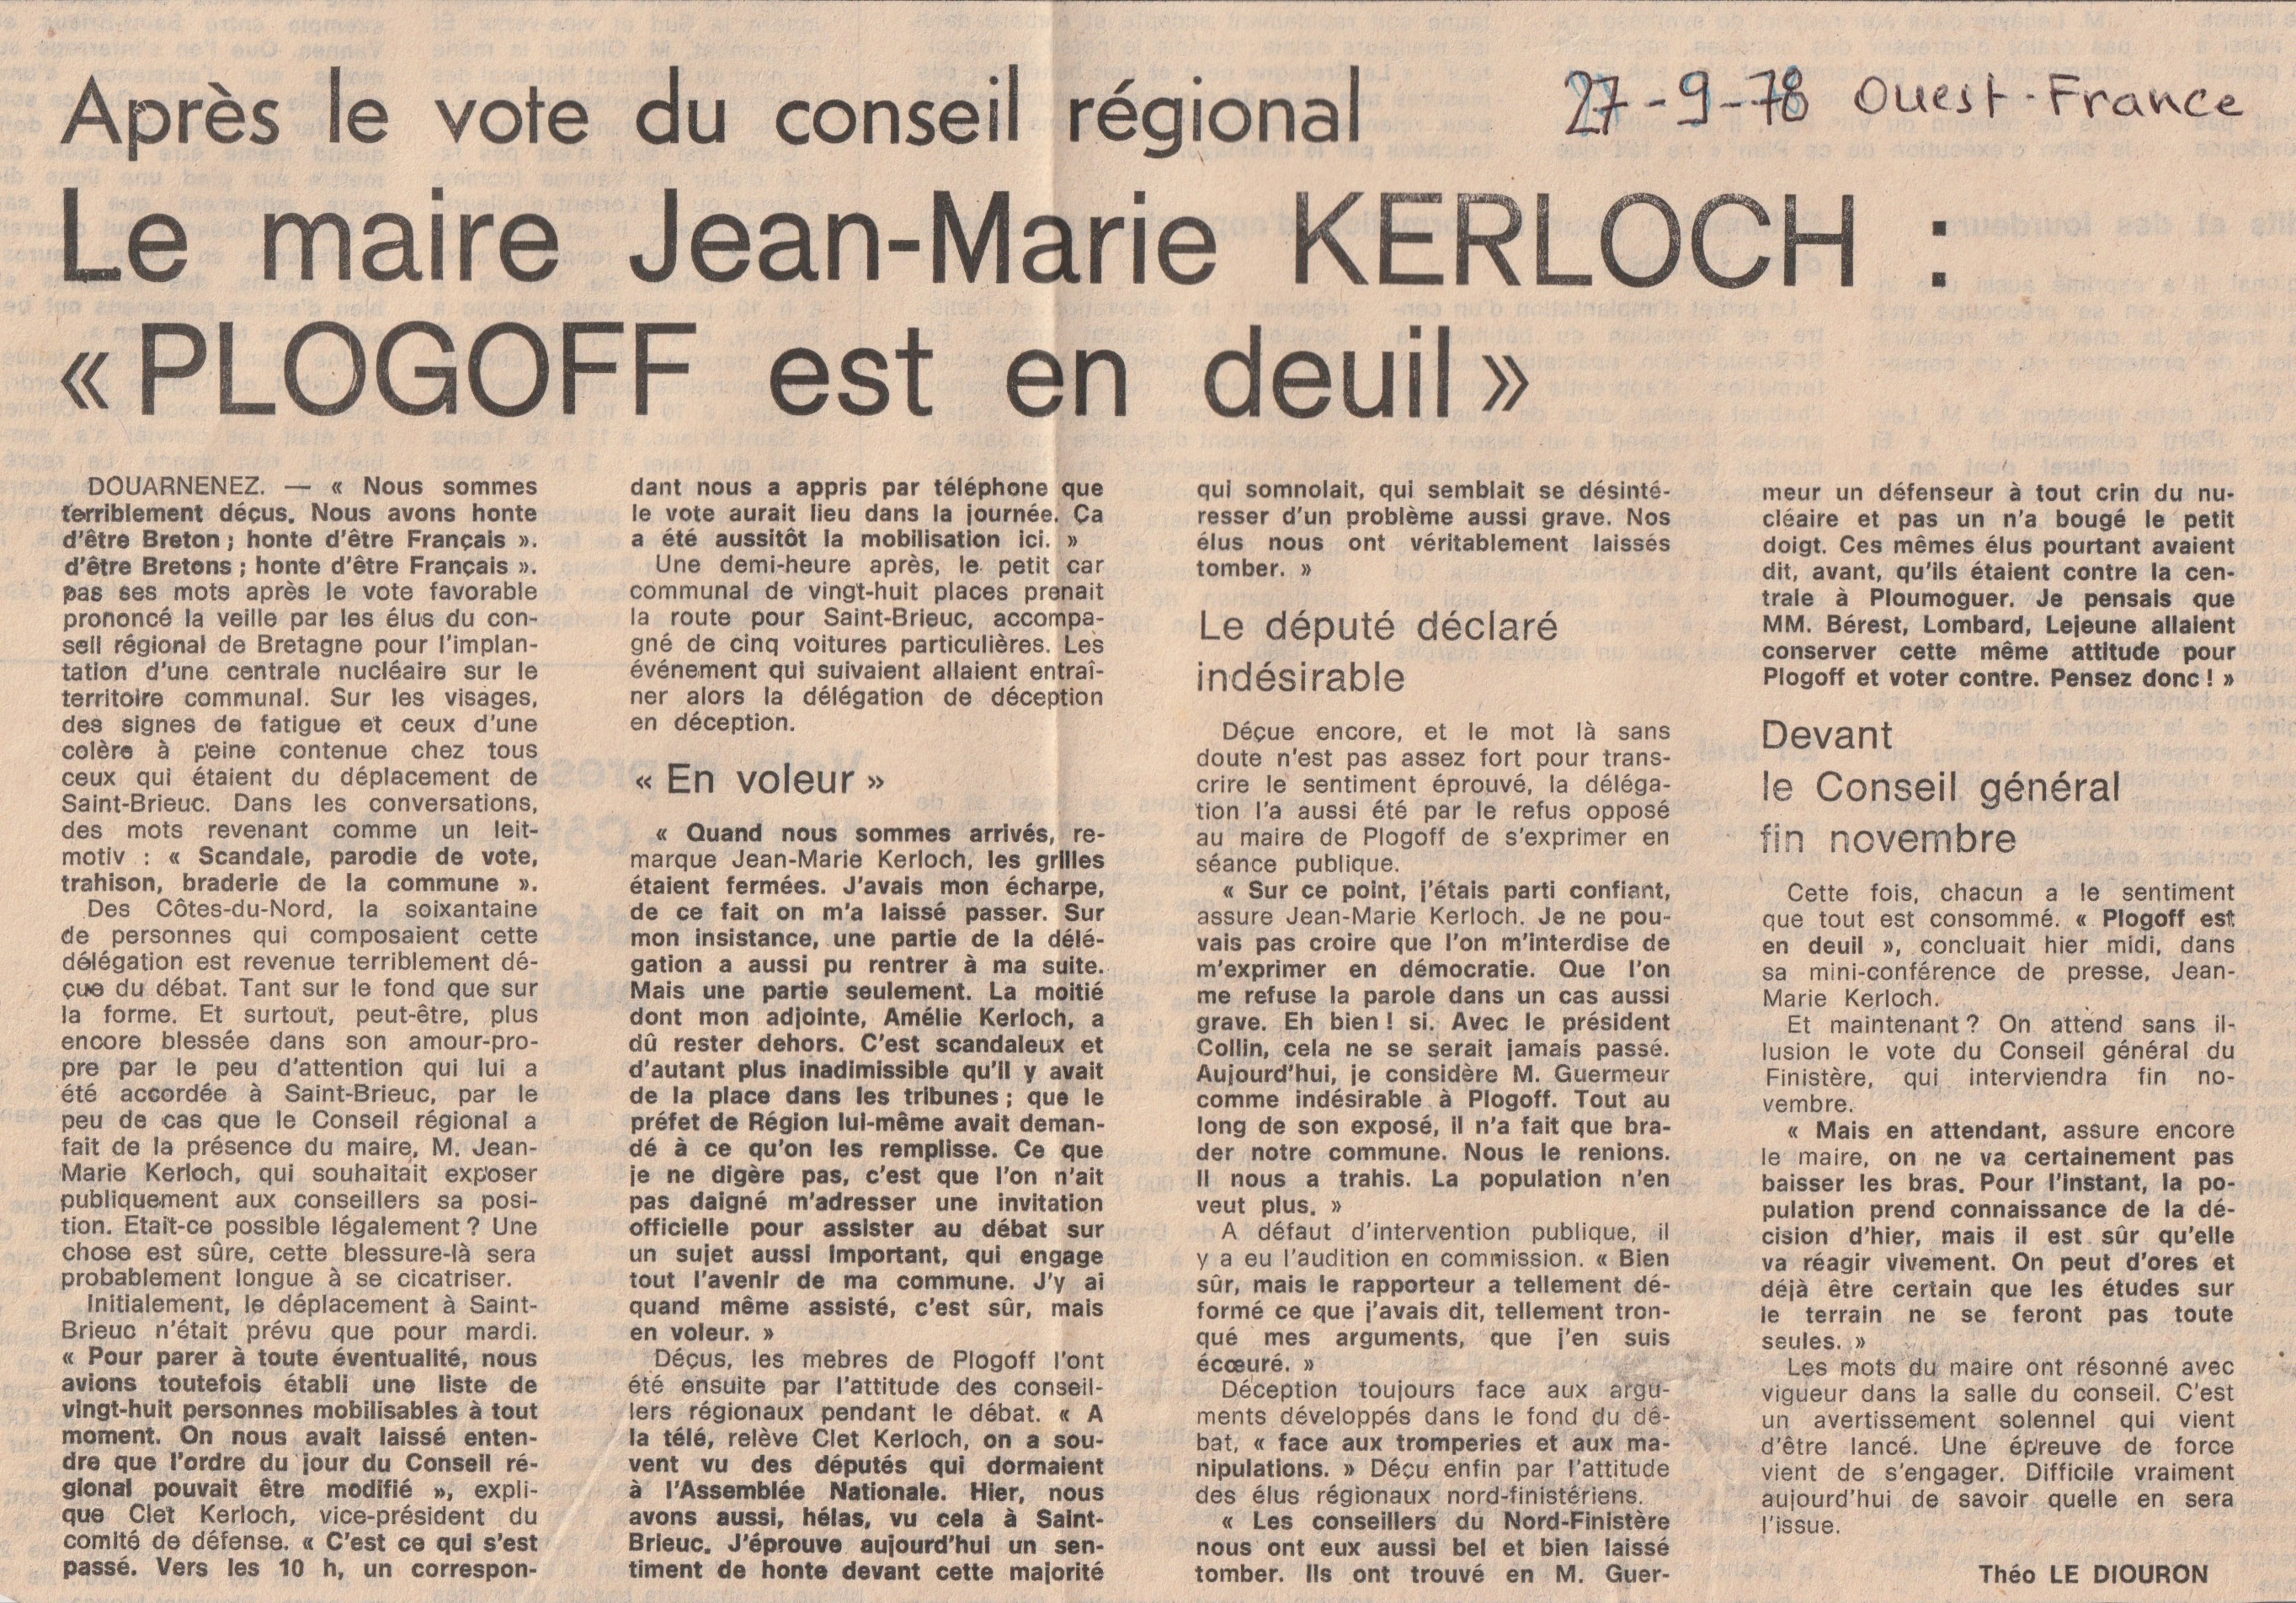 Après le vote du conseil régional
27-9-78 Ouest-France
Le maire Jean-Marie KERLOCH :
« PLOGOFF est en deuil »
DOUARNENEZ. — « Nous sommes
terriblement déçus. Nous avons honte
d'être Breton ; honte d'être Français ».
d'être Bretons ; honte d'être Français ».
pas ses mots après le vote favorable
prononcé la veille par les élus du con-
seil régional de Bretagne pour l'implan-
tation d'une centrale nucléaire sur le
territoire communal. Sur les visages,
des signes de fatigue et ceux d'une
colère à peine contenue chez tous
ceux qui étaient du déplacement de
Saint-Brieuc. Dans les conversations,
des mots revenant comme un leit-
motiv : « Scandale, parodie de vote,
trahison, braderie de la commune ».
Des Côtes-du-Nord, la soixantaine
de personnes qui composaient cette
délégation est revenue terriblement dé-
çue du débat. Tant sur le fond que sur
la forme. Et surtout, peut-être, plus
encore blessée dans son amour-pro-
pre par le peu d'attention qui lui a
été accordée à Saint-Brieuc, par le
peu de cas que le Conseil régional a
fait de la présence du maire, M. Jean-
Marie Kerloch, qui souhaitait exposer
publiquement aux conseillers sa posi-
tion. Etait-ce possible légalement ? Une
chose est sûre, cette blessure-là sera
probablement longue à se cicatriser.
Initialement, le déplacement à Saint-
Brieuc n'était prévu que pour mardi.
« Pour parer à toute éventualité, nous
avions toutefois établi une liste de
vingt-huit personnes mobilisables à tout
moment. On nous avait laissé enten-
dre que l'ordre du jour du Conseil ré-
gional pouvait être modifié », expli-
que Clet Kerloch, vice-président du
comité de défense. « C'est ce qui s'est
passé. Vers les 10 h, un correspon-
dant nous a appris par téléphone que
le vote aurait lieu dans la journée. Ça
a été aussitôt la mobilisation ici. »
Une demi-heure après, le petit car
communal de vingt-huit places prenait
la route pour Saint-Brieuc, accompa-
gné de cinq voitures particulières. Les
événement qui suivaient allaient entraî-
ner alors la délégation de déception
en déception.
« En voleur »
« Quand nous sommes arrivés, re-
marque Jean-Marie Kerloch, les grilles
étaient fermées. J'avais mon écharpe,
de ce fait on m'a laissé passer. Sur
mon insistance, une partie de la délé-
gation a aussi pu rentrer à ma suite.
Mais une partie seulement. La moitié
dont mon adjointe, Amélie Kerloch, a
dû rester dehors. C'est scandaleux et
d'autant plus inadimissible qu'il y avait
de la place dans les tribunes ; que le
préfet de Région lui-même avait deman-
dé à ce qu'on les remplisse. Ce que
je ne digère pas, c'est que l'on n'ait
pas daigné m'adresser une invitation
officielle pour assister au débat sur
un sujet aussi important, qui engage
tout l'avenir de ma commune. J'y ai
quand même assisté, c'est sûr, mais
en voleur. »
Déçus, les mebres de Plogoff l'ont
été ensuite par l'attitude des conseil-
lers régionaux pendant le débat. « A
la télé, relève Clet Kerloch, on a sou-
vent vu des députés qui dormaient
à l'Assemblée Nationale. Hier, nous
avons aussi, hélas, vu cela à Saint-
Brieuc. J'éprouve aujourd'hui un sen-
timent de honte devant cette majorité
qui somnolait, qui semblait se désinté-
resser d'un problème aussi grave. Nos
élus nous ont véritablement laissés
tomber. »
Le député déclaré
indésirable
Déçue encore, et le mot là sans
doute n'est pas assez fort pour trans-
crire le sentiment éprouvé, la déléga-
tion l'a aussi été par le refus opposé
au maire de Plogoff de s'exprimer en
séance publique.
« Sur ce point, j'étais parti confiant,
assure Jean-Marie Kerloch. Je ne pou-
vais pas croire que l'on m'interdise de
m'exprimer en démocratie. Que l'on
me refuse la parole dans un cas aussi
grave. Eh bien ! si. Avec le président
Collin, cela ne se serait jamais passé.
Aujourd'hui, je considère M. Guermeur
comme indésirable à Plogoff. Tout au
long de son exposé, il n'a fait que bra-
der notre commune. Nous le renions.
Il nous a trahis. La population n'en
veut plus. »
A défaut d'intervention publique, il
y a eu l'audition en commission. « Bien
sûr, mais le rapporteur a tellement dé-
formé ce que j'avais dit, tellement tron-
qué mes arguments, que j'en suis
écœuré. »
Déception toujours face aux argu-
ments développés dans le fond du dé-
bat, « face aux tromperies et aux ma-
nipulations. » Déçu enfin par l'attitude
des élus régionaux nord-finistériens.
« Les conseillers du Nord-Finistère
nous ont eux aussi bel et bien laissé
tomber. Ils ont trouvé en M. Guer-
meur un défenseur à tout crin du nu-
cléaire et pas un n'a bougé le petit
doigt. Ces mêmes élus pourtant avaient
dit, avant, qu'ils étaient contre la cen-
trale à Ploumoguer. Je pensais que
MM. Bérest, Lombard, Lejeune allaient
conserver cette même attitude pour
Plogoff et voter contre. Pensez donc ! »
Devant
le Conseil général
fin novembre
Cette fois, chacun a le sentiment
que tout est consommé. « Plogoff est
en deuil », concluait hier midi, dans
sa mini-conférence de presse, Jean-
Marie Kerloch.
Et maintenant ? On attend sans il-
lusion le vote du Conseil général du
Finistère, qui interviendra fin no-
vembre.
« Mais en attendant, assure encore
le maire, on ne va certainement pas
baisser les bras. Pour l'instant, la po-
pulation prend connaissance de la dé-
cision d'hier, mais il est sûr qu'elle
va réagir vivement. On peut d'ores et
déjà être certain que les études sur
le terrain ne se feront pas toute
seules. »
Les mots du maire ont résonné avec
vigueur dans la salle du conseil. C'est
un avertissement solennel qui vient
d'être lancé. Une épreuve de force
vient de s'engager. Difficile vraiment
aujourd'hui de savoir quelle en sera
l'issue.
Théo LE DIOURON